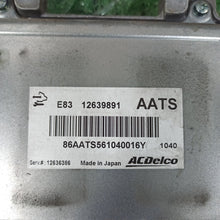 E83 12639891 AATS
86AATS561040016Y 1040
Serv.#: 12636386 Made in Japan ACDelco